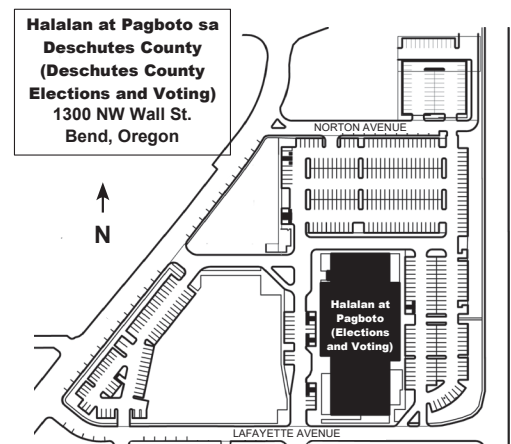 Halalan at Pagboto sa
Deschutes County
(Deschutes County
Elections and Voting)
1300 NW Wall St.
Bend, Oregon
N
NORTON AVENUE
Halalan at
Pagboto
(Elections
and Voting)
LAFAYETTE AVENUE